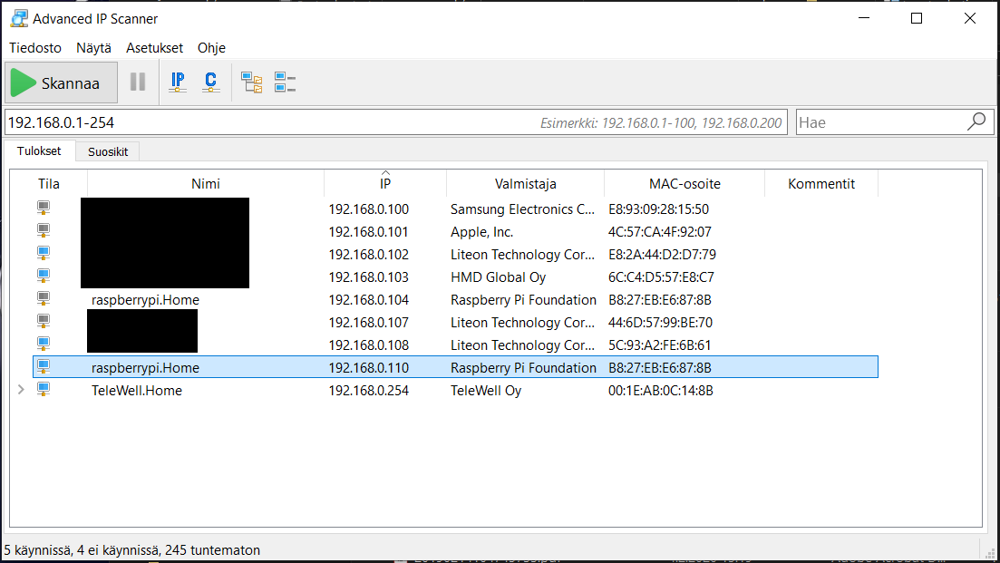 Advanced IP Scanner
Tiedosto Näytä Asetukset Ohje
Skannaa IP C
192.168.0.1-254 Esimerkki: 192.168.0.1-100, 192.168.0.200 Hae
Tulokset Suosikit
Tila Nimi IP Valmistaja MAC-osoite Kommentit
192.168.0.100 Samsung Electronics C... E8:93:09:28:15:50
192.168.0.101 Apple, Inc. 4C:57:CA:4F:92:07
192.168.0.102 Liteon Technology Cor... E8:2A:44:D2:D7:79
192.168.0.103 HMD Global Oy 6C:C4:D5:57:E8:C7
raspberrypi.Home 192.168.0.104 Raspberry Pi Foundation B8:27:EB:E6:87:8B
192.168.0.107 Liteon Technology Cor... 44:6D:57:99:BE:70
192.168.0.108 Liteon Technology Cor... 5C:93:A2:FE:6B:61
raspberrypi.Home 192.168.0.110 Raspberry Pi Foundation B8:27:EB:E6:87:8B
TeleWell.Home 192.168.0.254 TeleWell Oy 00:1E:AB:0C:14:8B
5 käynnissä, 4 ei käynnissä, 245 tuntematon